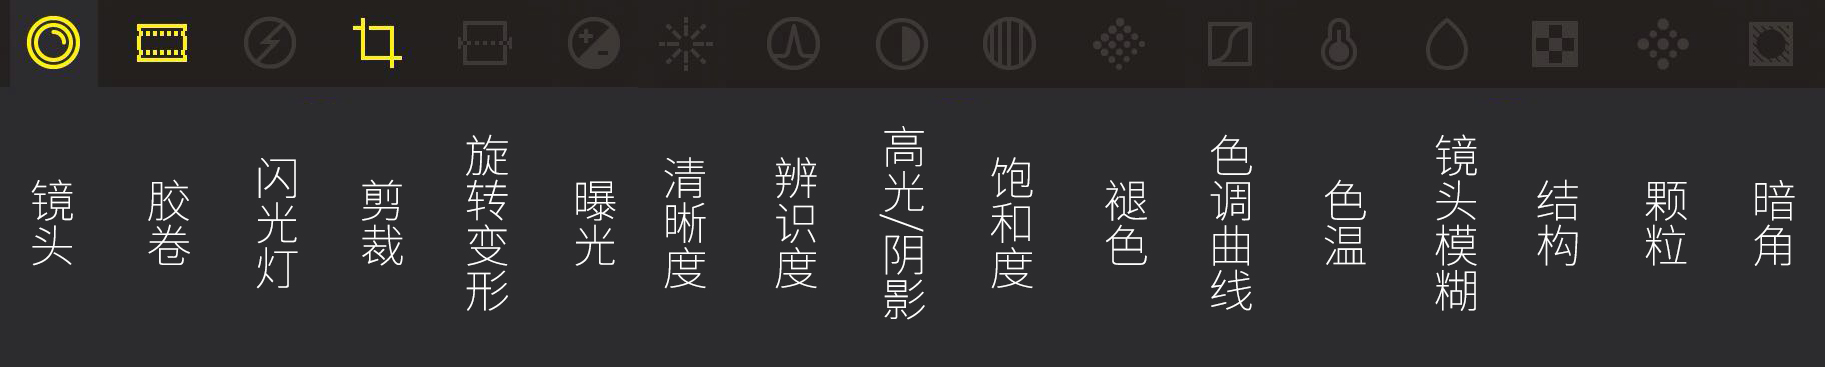 镜头
胶卷
闪光灯
剪裁
旋转变形
曝光
清晰度
辨识度
高光/阴影
饱和度
褪色
色调曲线
色温
镜头模糊
结构
颗粒
暗角